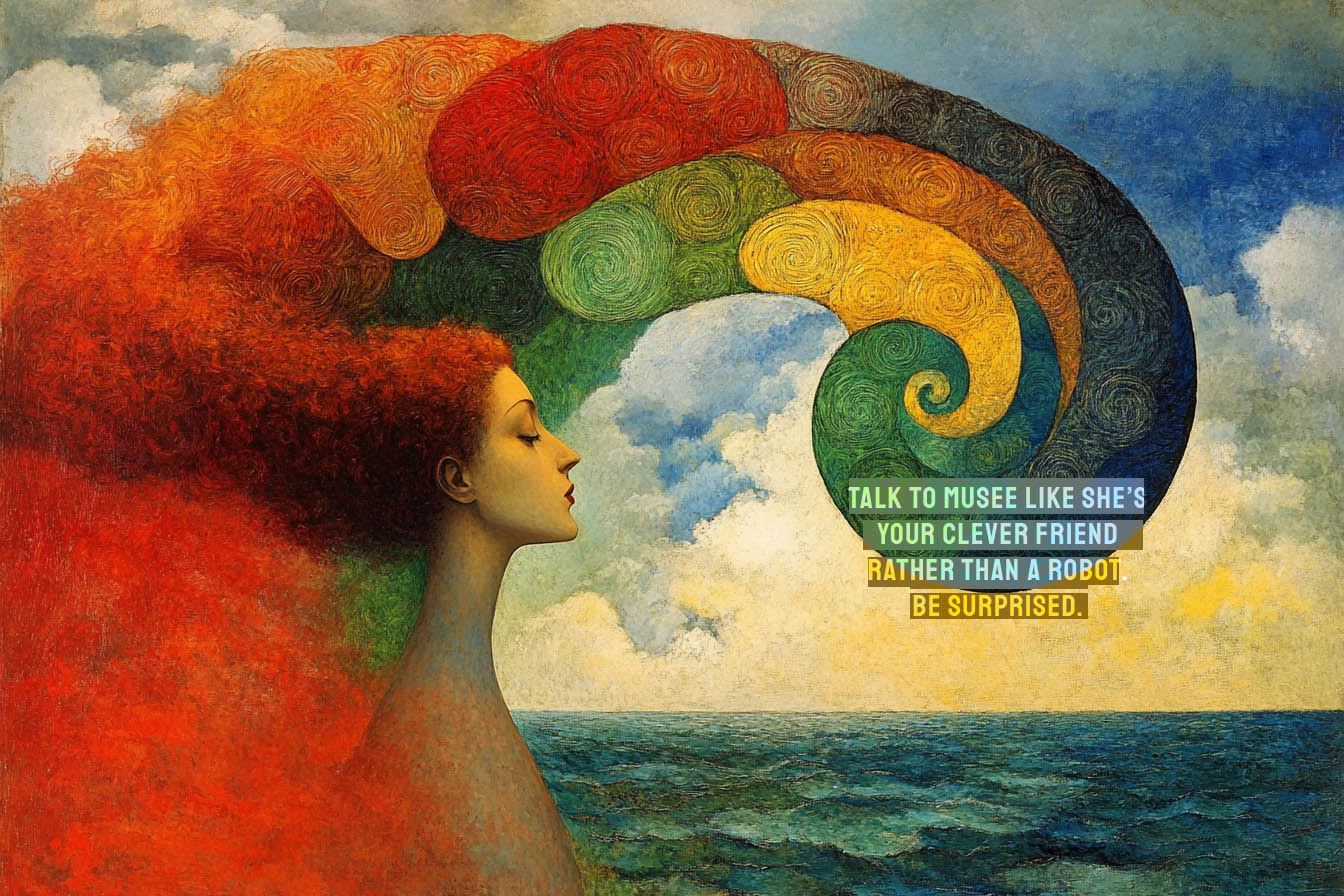 TALK TO MUSEE LIKE SHE'S
YOUR CLEVER FRIEND
RATHER THAN A ROBOT.
BE SURPRISED.